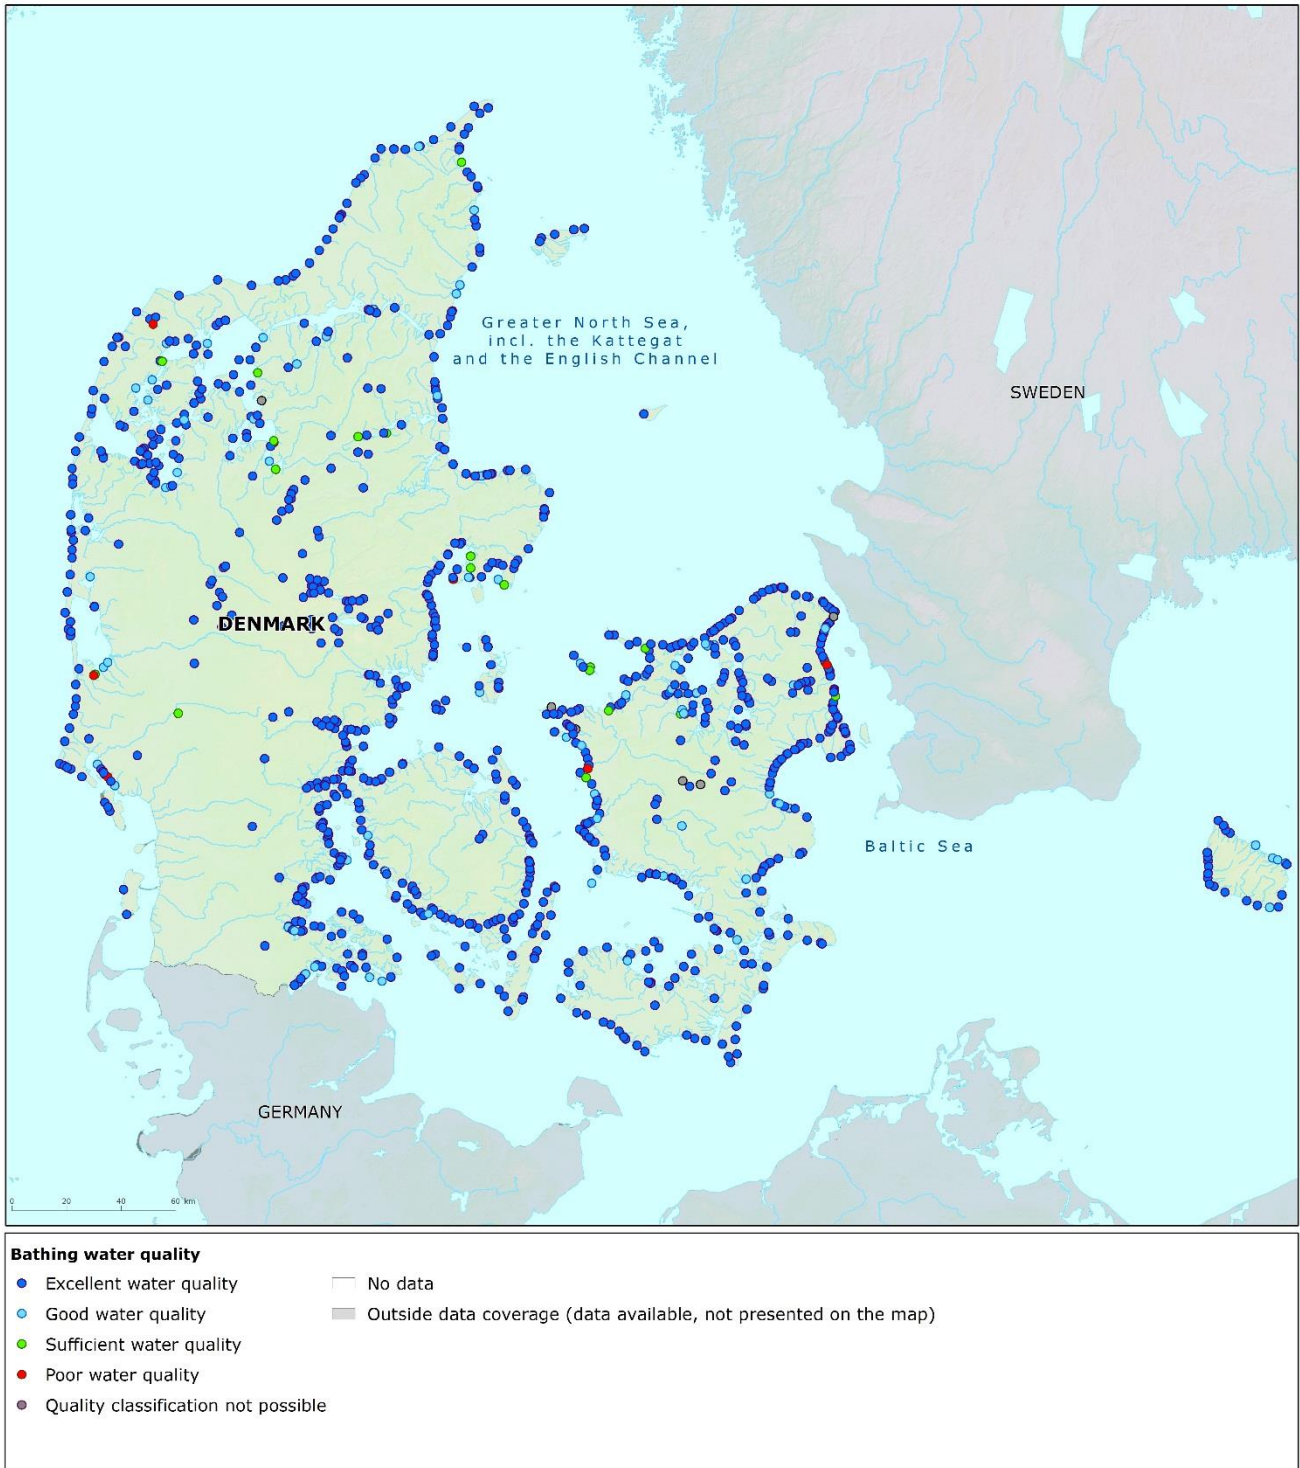 Greater North Sea,
incl. the Kattegat
and the English Channel
SWEDEN
DENMARK
Baltic Sea
GERMANY
0 20 40 60 km
Bathing water quality
Excellent water quality
No data
Good water quality
Outside data coverage (data available, not presented on the map)
Sufficient water quality
Poor water quality
Quality classification not possible